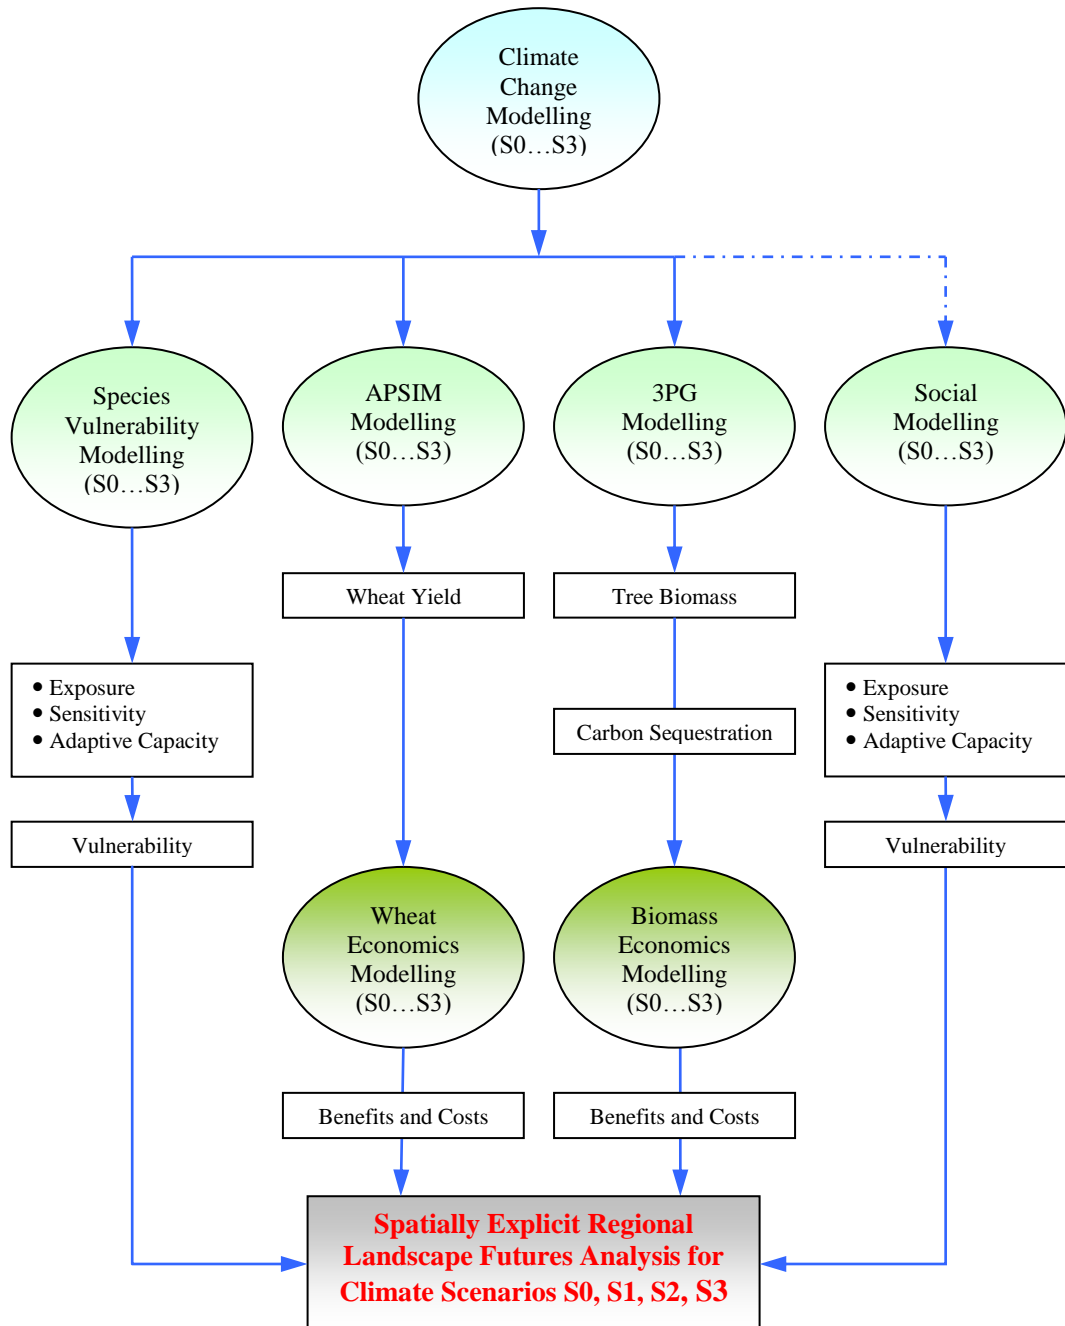 Climate
Change
Modelling
(S0…S3)
Species
Vulnerability
Modelling
(S0…S3)
APSIM
Modelling
(S0…S3)
3PG
Modelling
(S0…S3)
Social
Modelling
(S0…S3)
Wheat Yield
Tree Biomass
• Exposure
• Sensitivity
• Adaptive Capacity
Carbon Sequestration
• Exposure
• Sensitivity
• Adaptive Capacity
Vulnerability
Vulnerability
Wheat
Economics
Modelling
(S0…S3)
Biomass
Economics
Modelling
(S0…S3)
Benefits and Costs
Benefits and Costs
Spatially Explicit Regional
Landscape Futures Analysis for
Climate Scenarios S0, S1, S2, S3